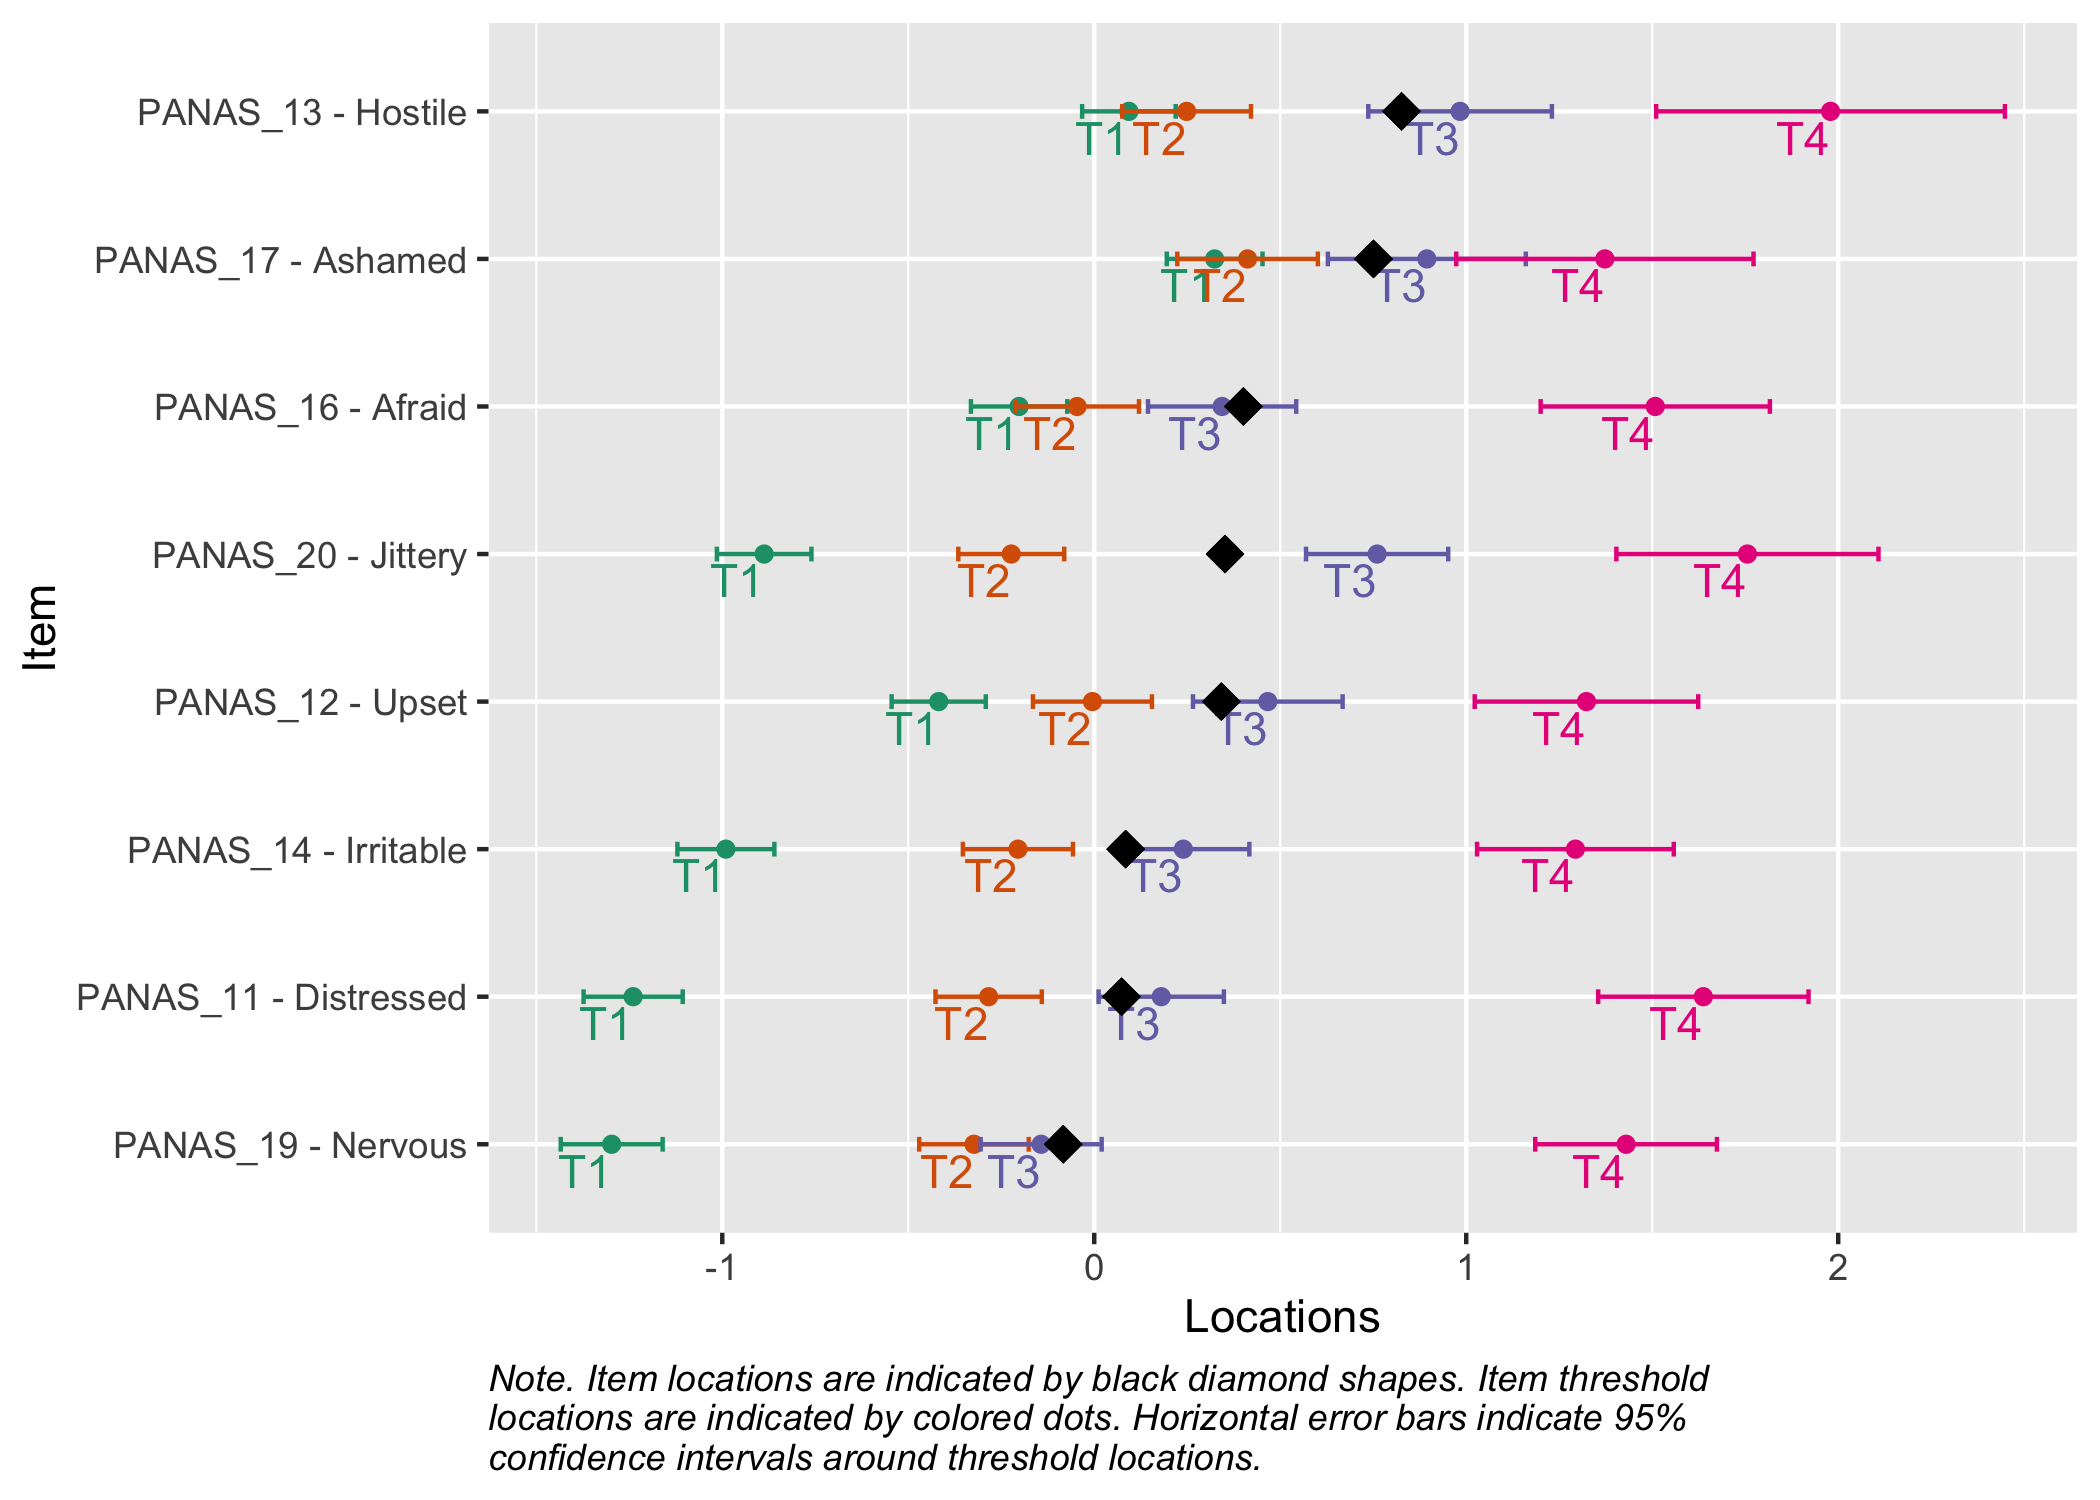 PANAS_13 - Hostile
T1 T2 T3 T4
PANAS_17 - Ashamed
T1 T2 T3 T4
PANAS_16 - Afraid
T1 T2 T3 T4
PANAS_20 - Jittery
T1 T2 T3 T4
PANAS_12 - Upset
T1 T2 T3 T4
PANAS_14 - Irritable
T1 T2 T3 T4
PANAS_11 - Distressed
T1 T2 T3 T4
PANAS_19 - Nervous
T1 T2 T3 T4
Item
-1 0 1 2
Locations
Note. Item locations are indicated by black diamond shapes. Item threshold
locations are indicated by colored dots. Horizontal error bars indicate 95%
confidence intervals around threshold locations.